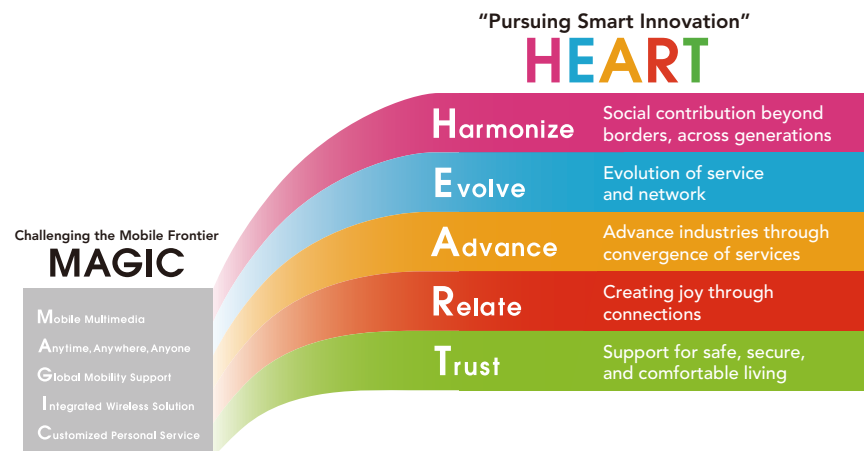 "Pursuing Smart Innovation"
HEART
Harmonize
Social contribution beyond
borders, across generations
Evolve
Evolution of service
and network
Advance
Advance industries through
convergence of services
Relate
Creating joy through
connections
Trust
Support for safe, secure,
and comfortable living
Challenging the Mobile Frontier
MAGIC
Mobile Multimedia
Anytime, Anywhere, Anyone
Global Mobility Support
Integrated Wireless Solution
Customized Personal Service